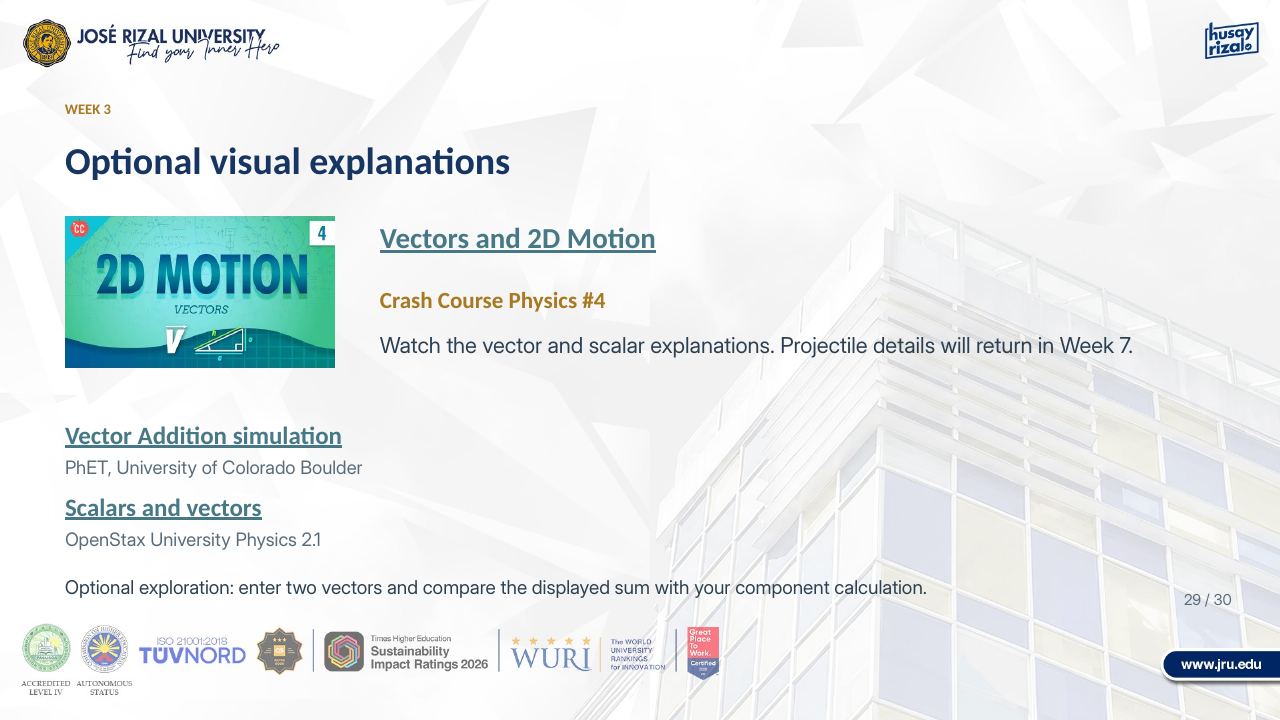 JOSÉ RIZAL UNIVERSITY
Find your Inner Hero
husay
rizal
WEEK 3
Optional visual explanations
CC
4
2D MOTION
VECTORS
V
Vectors and 2D Motion
Crash Course Physics #4
Watch the vector and scalar explanations. Projectile details will return in Week 7.
Vector Addition simulation
PhET, University of Colorado Boulder
Scalars and vectors
OpenStax University Physics 2.1
Optional exploration: enter two vectors and compare the displayed sum with your component calculation.
29 / 30
ACCREDITED
LEVEL IV
AUTONOMOUS
STATUS
ISO 21001:2018
TÜVNORD
Times Higher Education
Sustainability
Impact Ratings 2026
WURI
The WORLD
UNIVERSITY
RANKINGS
for INNOVATION
Great
Place
To
Work.
Certified
www.jru.edu